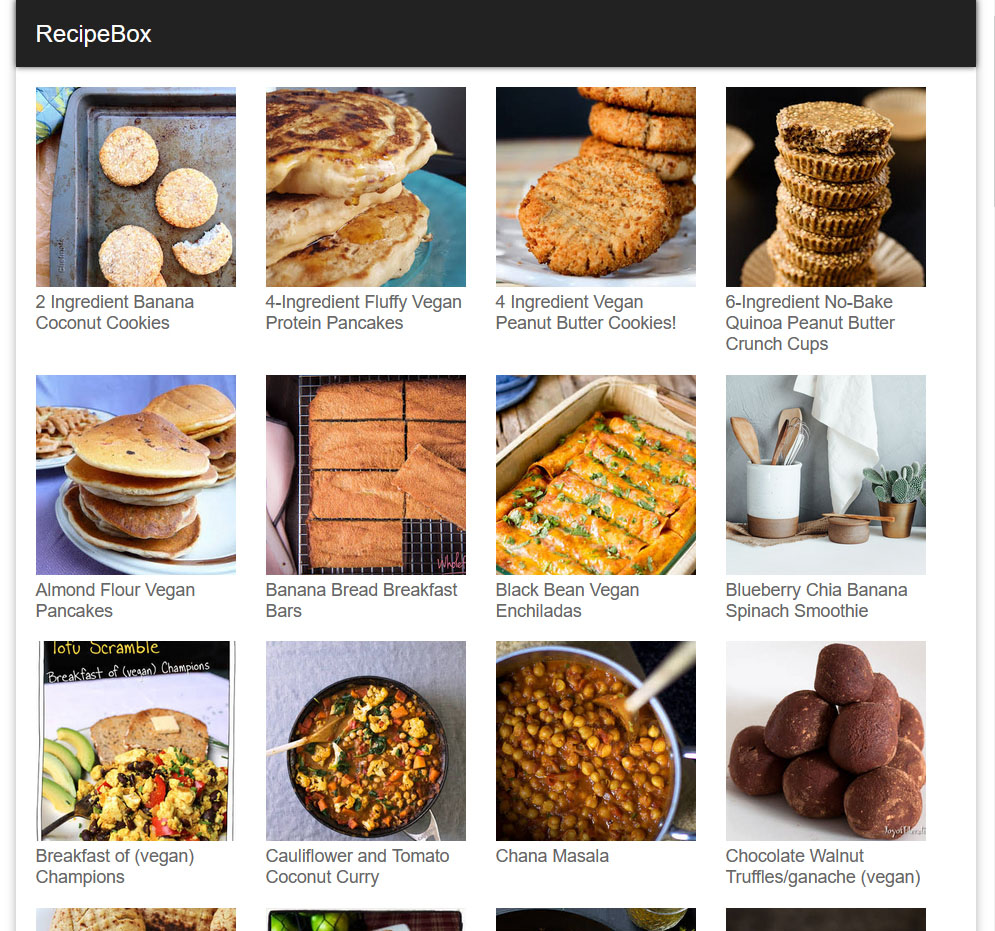 RecipeBox
2 Ingredient Banana
Coconut Cookies
4-Ingredient Fluffy Vegan
Protein Pancakes
4 Ingredient Vegan
Peanut Butter Cookies!
6-Ingredient No-Bake
Quinoa Peanut Butter
Crunch Cups
Almond Flour Vegan
Pancakes
Banana Bread Breakfast
Bars
Black Bean Vegan
Enchiladas
Blueberry Chia Banana
Spinach Smoothie
Tofu Scramble
Breakfast of (vegan) Champions
Breakfast of (vegan)
Champions
Cauliflower and Tomato
Coconut Curry
Chana Masala
Chocolate Walnut
Truffles/ganache (vegan)